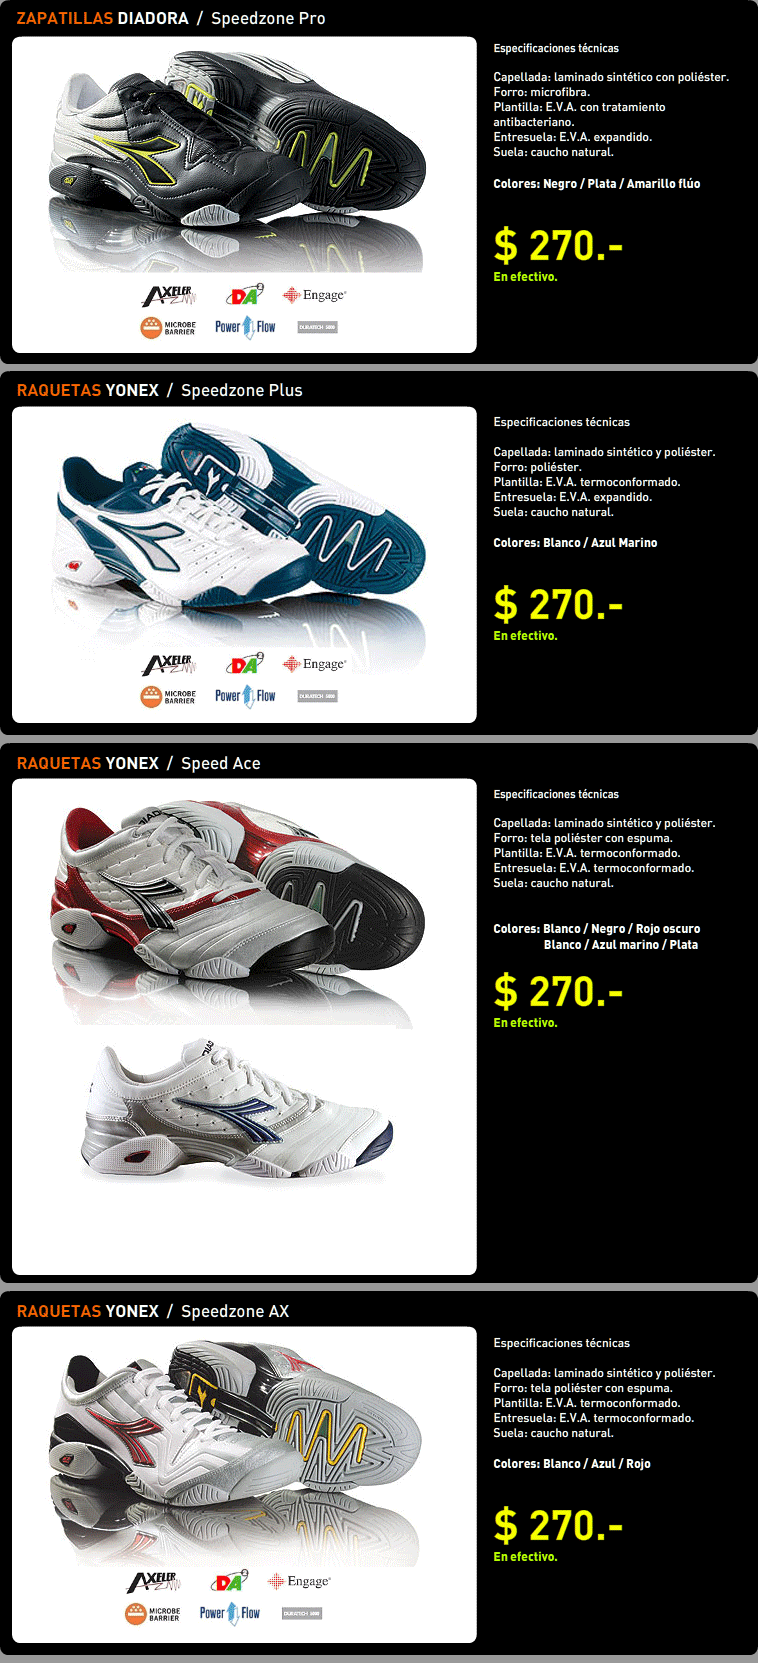 ZAPATILLAS DIADORA / Speedzone Pro
Especificaciones técnicas
Capellada: laminado sintético con poliéster.
Forro: microfibra.
Plantilla: E.V.A. con tratamiento
antibacteriano.
Entresuela: E.V.A. expandido.
Suela: caucho natural.
Colores: Negro / Plata / Amarillo flúo
$ 270.-
En efectivo.
AXELER DA2 Engage
MICROBE BARRIER Power Flow DURATECH 5000
RAQUETAS YONEX / Speedzone Plus
Especificaciones técnicas
Capellada: laminado sintético y poliéster.
Forro: poliéster.
Plantilla: E.V.A. termoconformado.
Entresuela: E.V.A. expandido.
Suela: caucho natural.
Colores: Blanco / Azul Marino
$ 270.-
En efectivo.
AXELER DA2 Engage
MICROBE BARRIER Power Flow DURATECH 5000
RAQUETAS YONEX / Speed Ace
Especificaciones técnicas
Capellada: laminado sintético y poliéster.
Forro: tela poliéster con espuma.
Plantilla: E.V.A. termoconformado.
Entresuela: E.V.A. termoconformado.
Suela: caucho natural.
Colores: Blanco / Negro / Rojo oscuro
Blanco / Azul marino / Plata
$ 270.-
En efectivo.
RAQUETAS YONEX / Speedzone AX
Especificaciones técnicas
Capellada: laminado sintético y poliéster.
Forro: tela poliéster con espuma.
Plantilla: E.V.A. termoconformado.
Entresuela: E.V.A. termoconformado.
Suela: caucho natural.
Colores: Blanco / Azul / Rojo
$ 270.-
En efectivo.
AXELER DA2 Engage
MICROBE BARRIER Power Flow DURATECH 5000